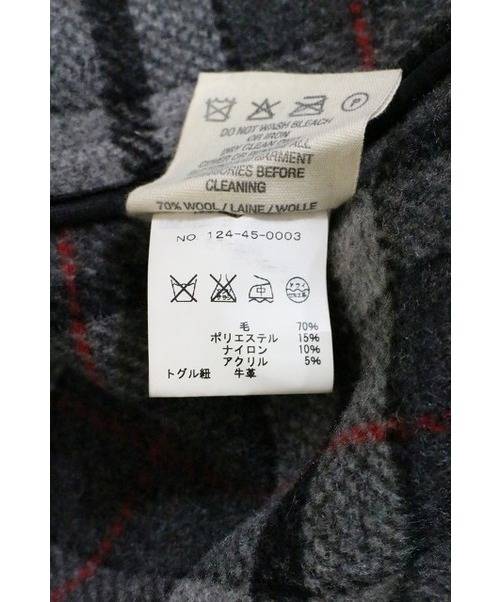 P
DO NOT WASH BLEACH
OR IRON
DRY CLEAN
BEFORE
CLEANING
70% WOOL / LAINE / WOLLE
NO. 124-45-0003
中
毛 70%
ポリエステル 15%
ナイロン 10%
アクリル 5%
トグル紐 牛革